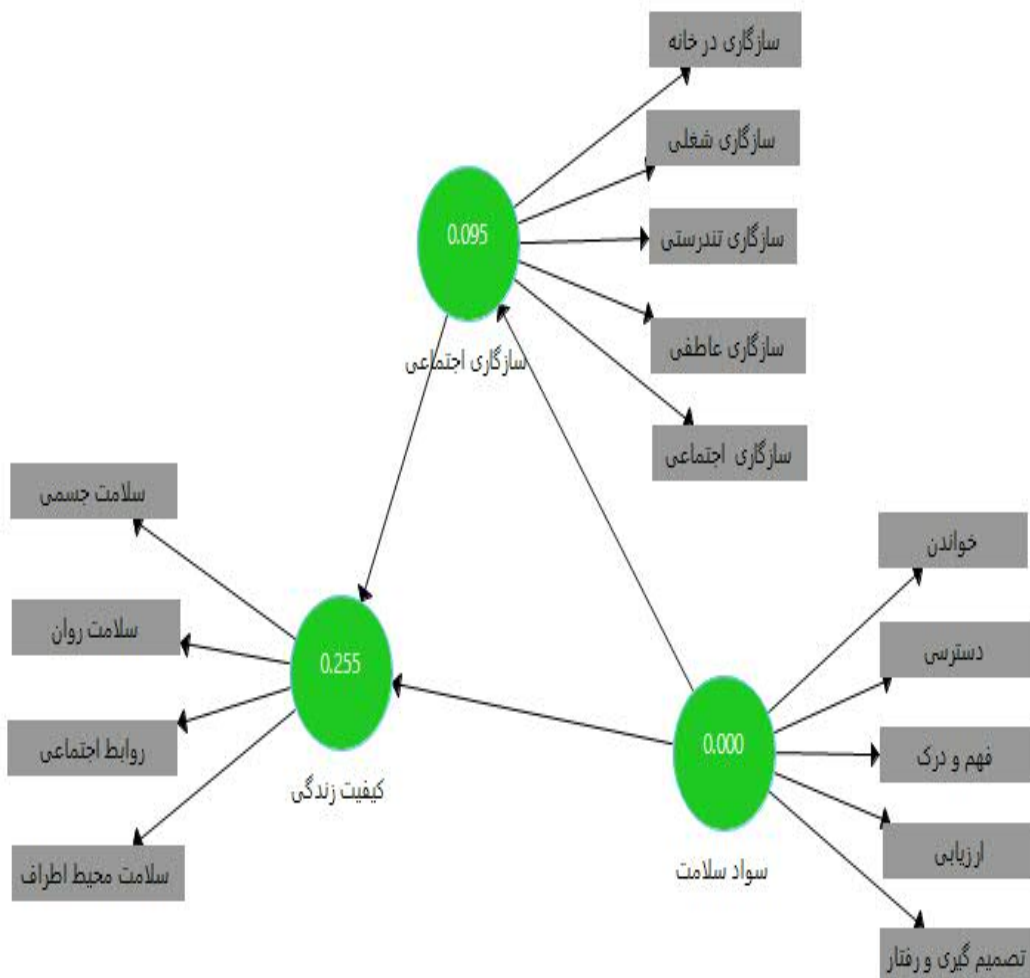 سازگاری در خانه
سازگاری شغلی
سازگاری تندرستی
سازگاری عاطفی
سازگاری اجتماعی
0.095
سازگاری اجتماعی
سلامت جسمی
سلامت روان
روابط اجتماعی
سلامت محیط اطراف
0.255
کیفیت زندگی
خواندن
دسترسی
فهم و درک
ارزیابی
تصمیم گیری و رفتار
0.000
سواد سلامت